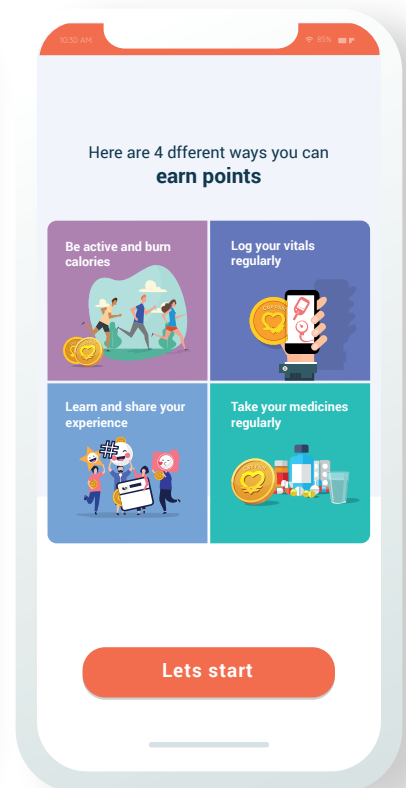 10:30 AM
85%
Here are 4 dfferent ways you can
earn points
Be active and burn
calories
Log your vitals
regularly
Learn and share your
experience
#
Take your medicines
regularly
Lets start